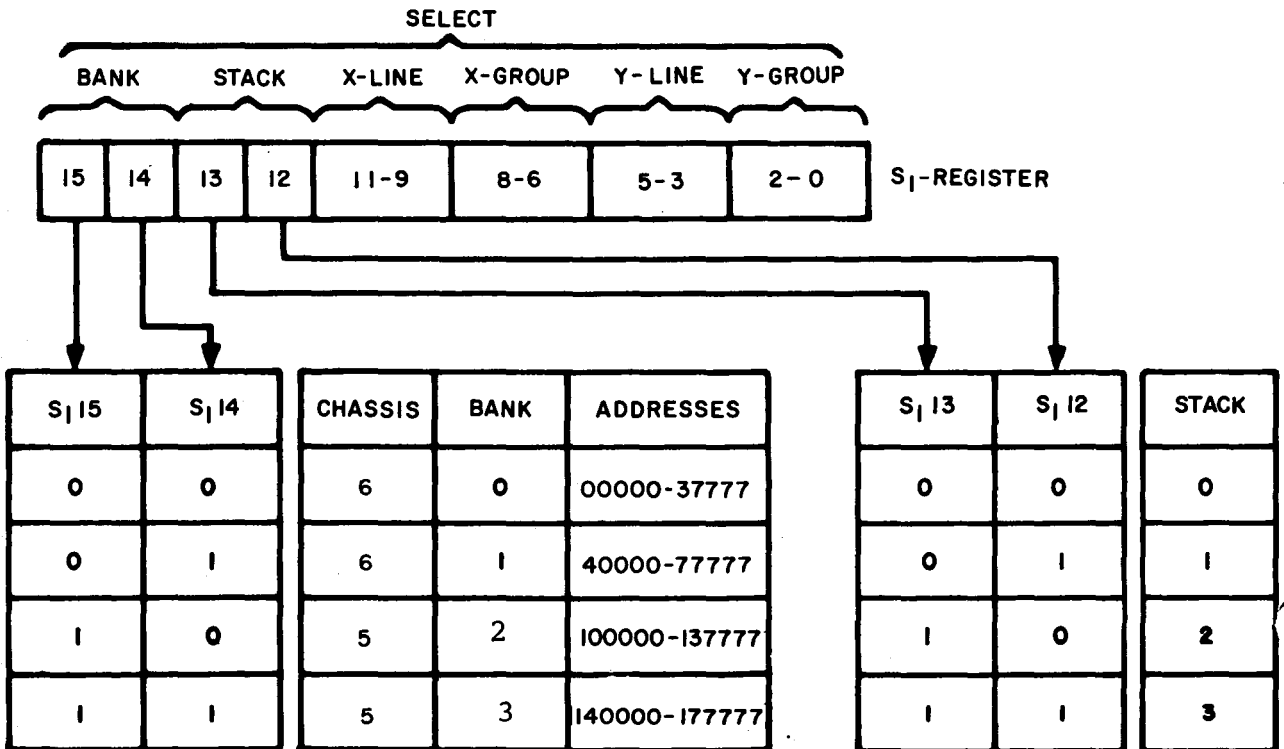 SELECT
BANK STACK X-LINE X-GROUP Y-LINE Y-GROUP
15 14 13 12 11-9 8-6 5-3 2-0 S1-REGISTER
S1 15 S1 14 CHASSIS BANK ADDRESSES S1 13 S1 12 STACK
0 0 6 0 00000-37777 0 0 0
0 1 6 1 40000-77777 0 1 1
1 0 5 2 100000-137777 1 0 2
1 1 5 3 140000-177777 1 1 3